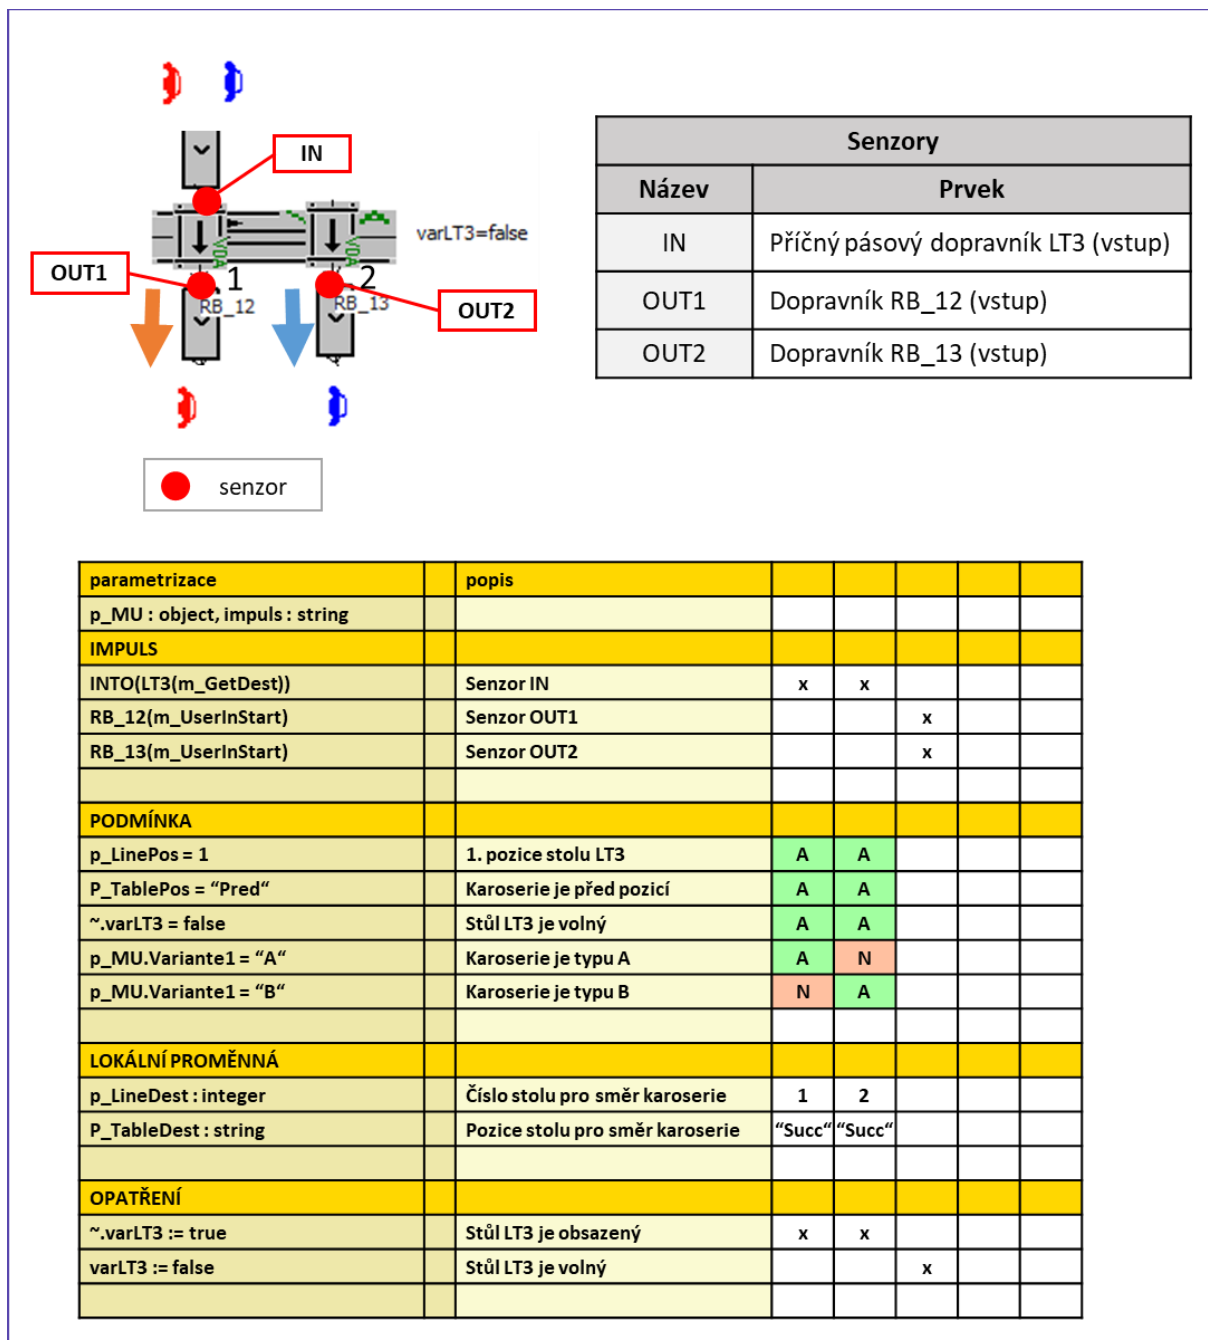 IN
varLT3=false
OUT1
1
2
RB_12
RB_13
OUT2
VDA
VDA
senzor
Senzory
Název Prvek
IN Příčný pásový dopravník LT3 (vstup)
OUT1 Dopravník RB_12 (vstup)
OUT2 Dopravník RB_13 (vstup)
parametrizace popis
p_MU : object, impuls : string
IMPULS
INTO(LT3(m_GetDest)) Senzor IN x x
RB_12(m_UserInStart) Senzor OUT1 x
RB_13(m_UserInStart) Senzor OUT2 x
PODMÍNKA
p_LinePos = 1 1. pozice stolu LT3 A A
P_TablePos = “Pred“ Karoserie je před pozicí A A
~.varLT3 = false Stůl LT3 je volný A A
p_MU.Variante1 = “A“ Karoserie je typu A A N
p_MU.Variante1 = “B“ Karoserie je typu B N A
LOKÁLNÍ PROMĚNNÁ
p_LineDest : integer Číslo stolu pro směr karoserie 1 2
P_TableDest : string Pozice stolu pro směr karoserie “Succ“ “Succ“
OPATŘENÍ
~.varLT3 := true Stůl LT3 je obsazený x x
varLT3 := false Stůl LT3 je volný x